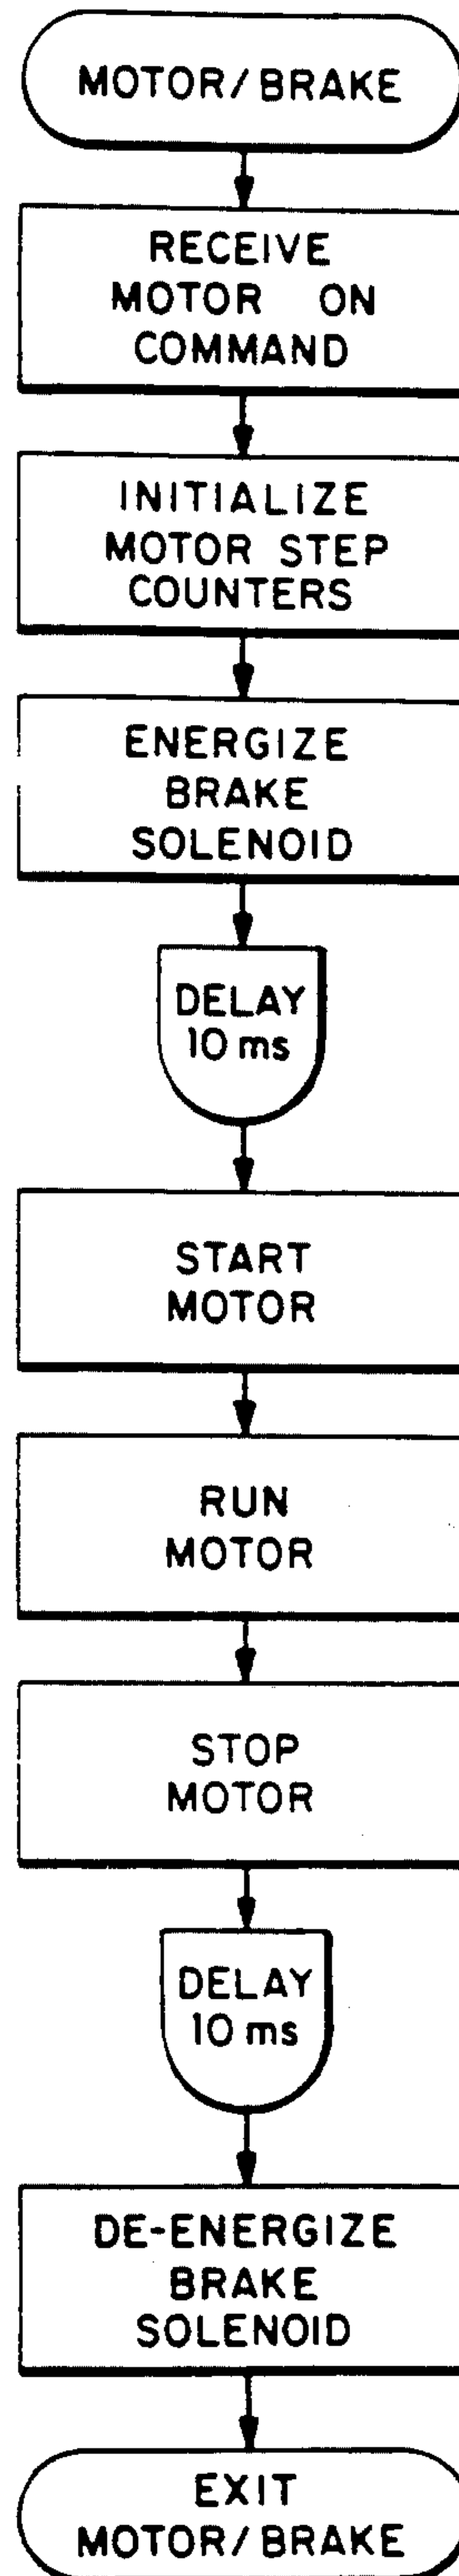 MOTOR/BRAKE
RECEIVE
MOTOR ON
COMMAND
INITIALIZE
MOTOR STEP
COUNTERS
ENERGIZE
BRAKE
SOLENOID
DELAY
10 ms
START
MOTOR
RUN
MOTOR
STOP
MOTOR
DELAY
10 ms
DE-ENERGIZE
BRAKE
SOLENOID
EXIT
MOTOR/BRAKE